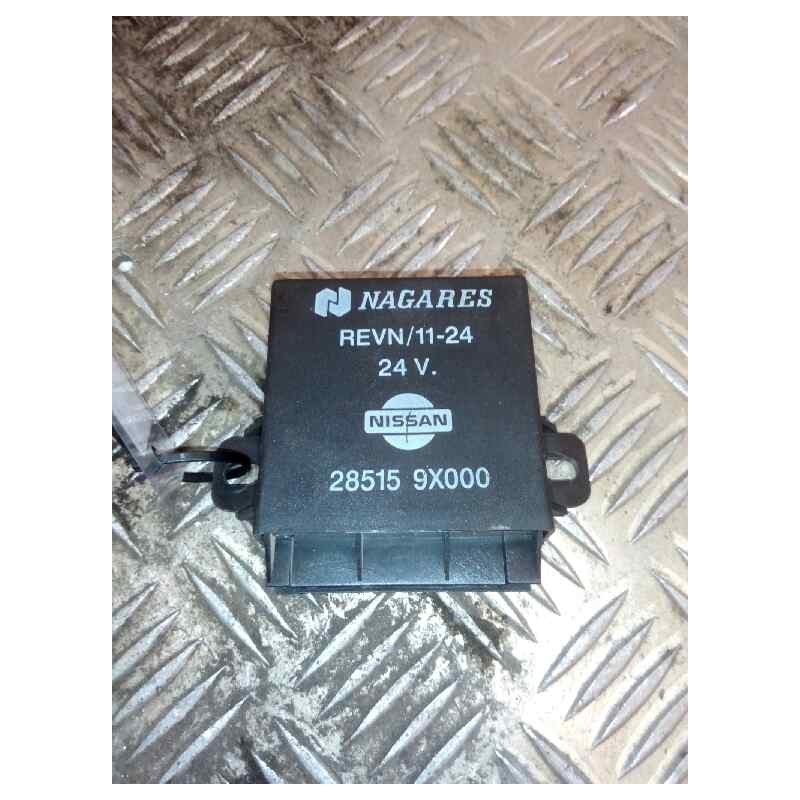 NAGARES
REVN/11-24
24 V.
NISSAN
28515 9X000